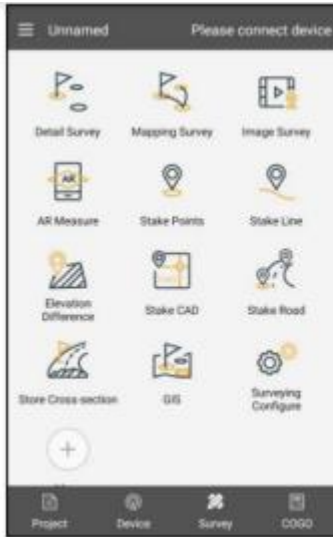 Unnamed Please connect device
Detail Survey Mapping Survey Image Survey
AR
AR Measure Stake Points Stake Line
Elevation
Difference Stake CAD Stake Road
Store Cross-section GIS Surveying
Configure
Project Device Survey COGO